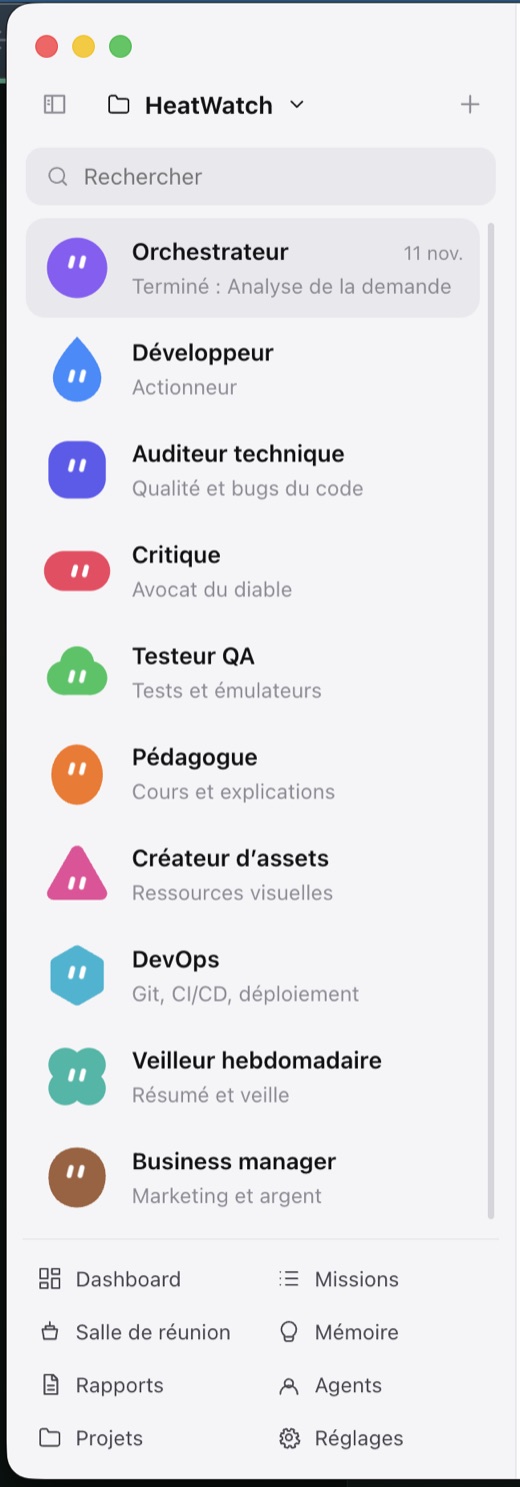 HeatWatch
Rechercher
Orchestrateur 11 nov.
Terminé : Analyse de la demande
Développeur
Actionneur
Auditeur technique
Qualité et bugs du code
Critique
Avocat du diable
Testeur QA
Tests et émulateurs
Pédagogue
Cours et explications
Créateur d’assets
Ressources visuelles
DevOps
Git, CI/CD, déploiement
Veilleur hebdomadaire
Résumé et veille
Business manager
Marketing et argent
Dashboard Missions
Salle de réunion Mémoire
Rapports Agents
Projets Réglages